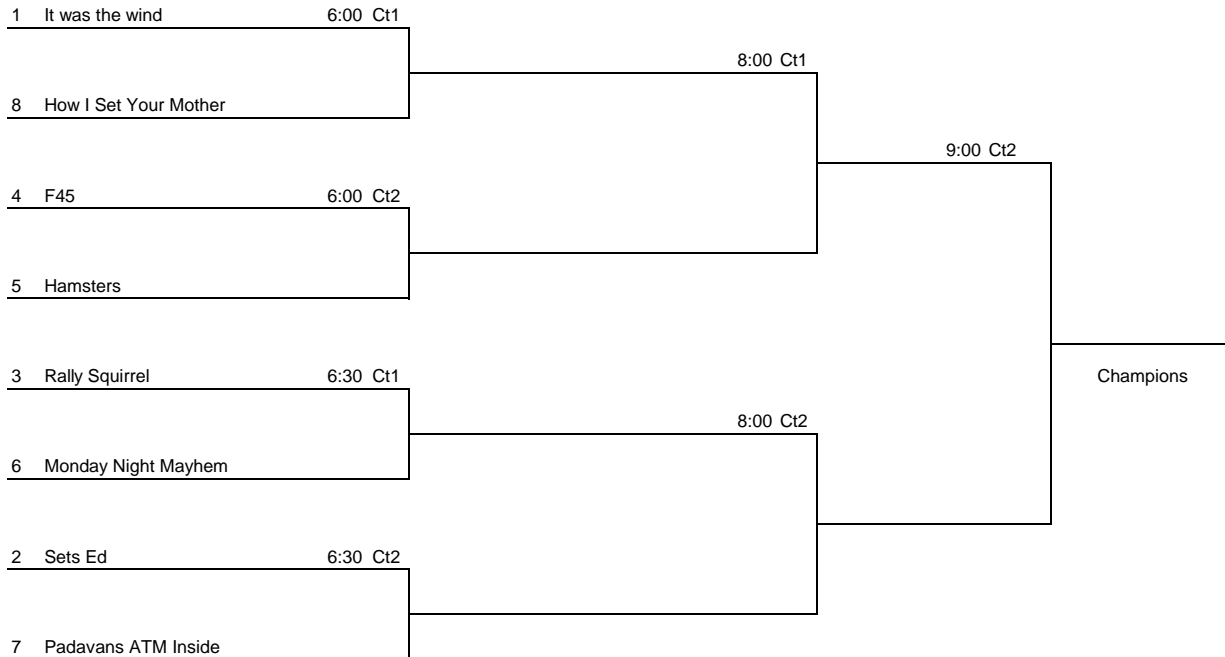 1 It was the wind 6:00 Ct1
8:00 Ct1
8 How I Set Your Mother
9:00 Ct2
4 F45 6:00 Ct2
5 Hamsters
3 Rally Squirrel 6:30 Ct1
Champions
8:00 Ct2
6 Monday Night Mayhem
2 Sets Ed 6:30 Ct2
7 Padavans ATM Inside